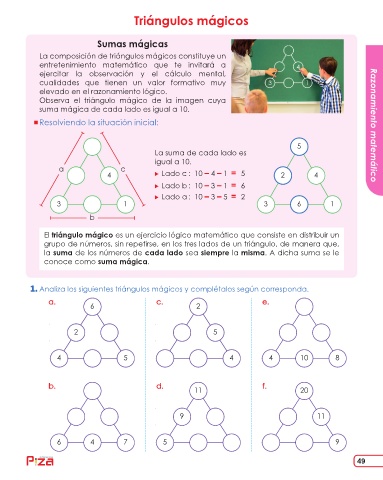 Triángulos mágicos
Sumas mágicas
La composición de triángulos mágicos constituye un
entretenimiento matemático que te invitará a
ejercitar la observación y el cálculo mental,
cualidades que tienen un valor formativo muy
elevado en el razonamiento lógico.
Observa el triángulo mágico de la imagen cuya
suma mágica de cada lado es igual a 10.
4
3 1
Razonamiento matemático
Resolviendo la situación inicial:
a c
4
3 1
b
La suma de cada lado es
igual a 10.
Lado c : 10 – 4 – 1 = 5
Lado b : 10 – 3 – 1 = 6
Lado a : 10 – 3 – 5 = 2
5
2 4
3 6 1
El triángulo mágico es un ejercicio lógico matemático que consiste en distribuir un
grupo de números, sin repetirse, en los tres lados de un triángulo, de manera que,
la suma de los números de cada lado sea siempre la misma. A dicha suma se le
conoce como suma mágica.
1. Analiza los siguientes triángulos mágicos y complétalos según corresponda.
a.
6
2
4 5
c.
2
5
4
e.
4 10 8
b.
6 4 7
d.
11
9
5
f.
20
11
9
Piza
49